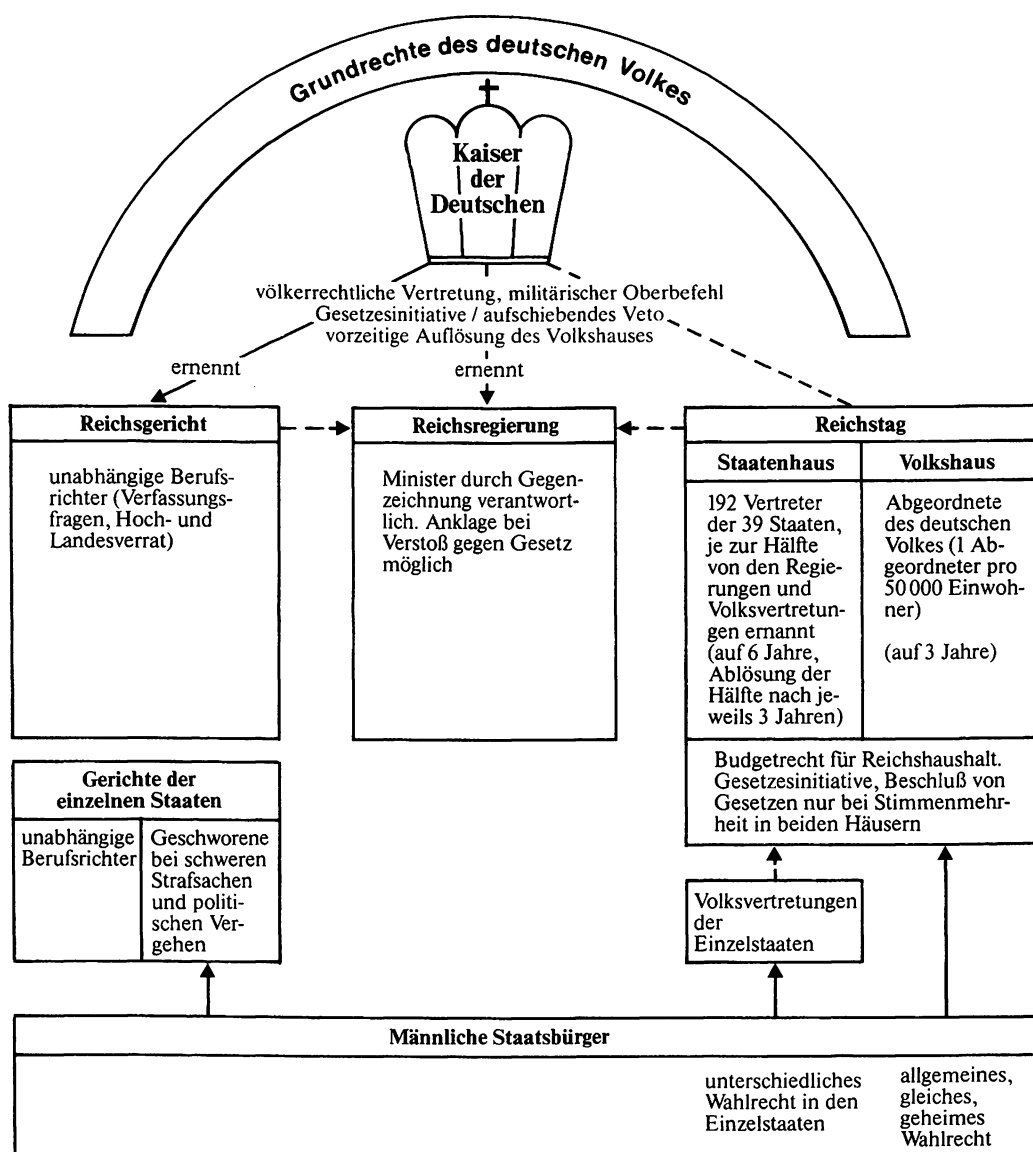 Grundrechte des deutschen Volkes
Kaiser
der
Deutschen
völkerrechtliche Vertretung, militärischer Oberbefehl
Gesetzesinitiative / aufschiebendes Veto
vorzeitige Auflösung des Volkshauses
ernennt
ernennt
Reichsgericht
unabhängige Berufs-
richter (Verfassungs-
fragen, Hoch- und
Landesverrat)
Reichsregierung
Minister durch Gegen-
zeichnung verantwort-
lich. Anklage bei
Verstoß gegen Gesetz
möglich
Reichstag
Staatenhaus
192 Vertreter
der 39 Staaten,
je zur Hälfte
von den Regie-
rungen und
Volksvertretun-
gen ernannt
(auf 6 Jahre,
Ablösung der
Hälfte nach je-
weils 3 Jahren)
Volkshaus
Abgeordnete
des deutschen
Volkes (1 Ab-
geordneter pro
50 000 Einwoh-
ner)
(auf 3 Jahre)
Budgetrecht für Reichshaushalt.
Gesetzesinitiative, Beschluß von
Gesetzen nur bei Stimmenmehr-
heit in beiden Häusern
Gerichte der
einzelnen Staaten
unabhängige
Berufsrichter
Geschworene
bei schweren
Strafsachen
und politi-
schen Ver-
gehen
Volksvertretungen
der
Einzelstaaten
Männliche Staatsbürger
unterschiedliches
Wahlrecht in den
Einzelstaaten
allgemeines,
gleiches,
geheimes
Wahlrecht